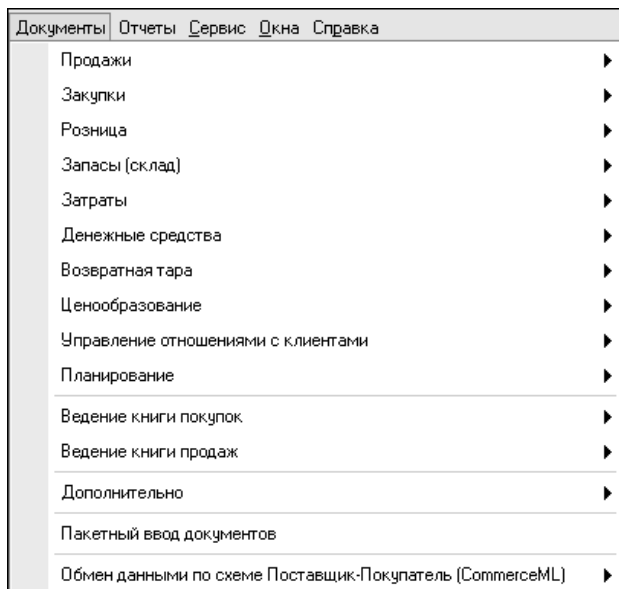 Документы Отчеты Сервис Окна Справка
Продажи
Закупки
Розница
Запасы (склад)
Затраты
Денежные средства
Возвратная тара
Ценообразование
Управление отношениями с клиентами
Планирование
Ведение книги покупок
Ведение книги продаж
Дополнительно
Пакетный ввод документов
Обмен данными по схеме Поставщик-Покупатель (CommerceML)